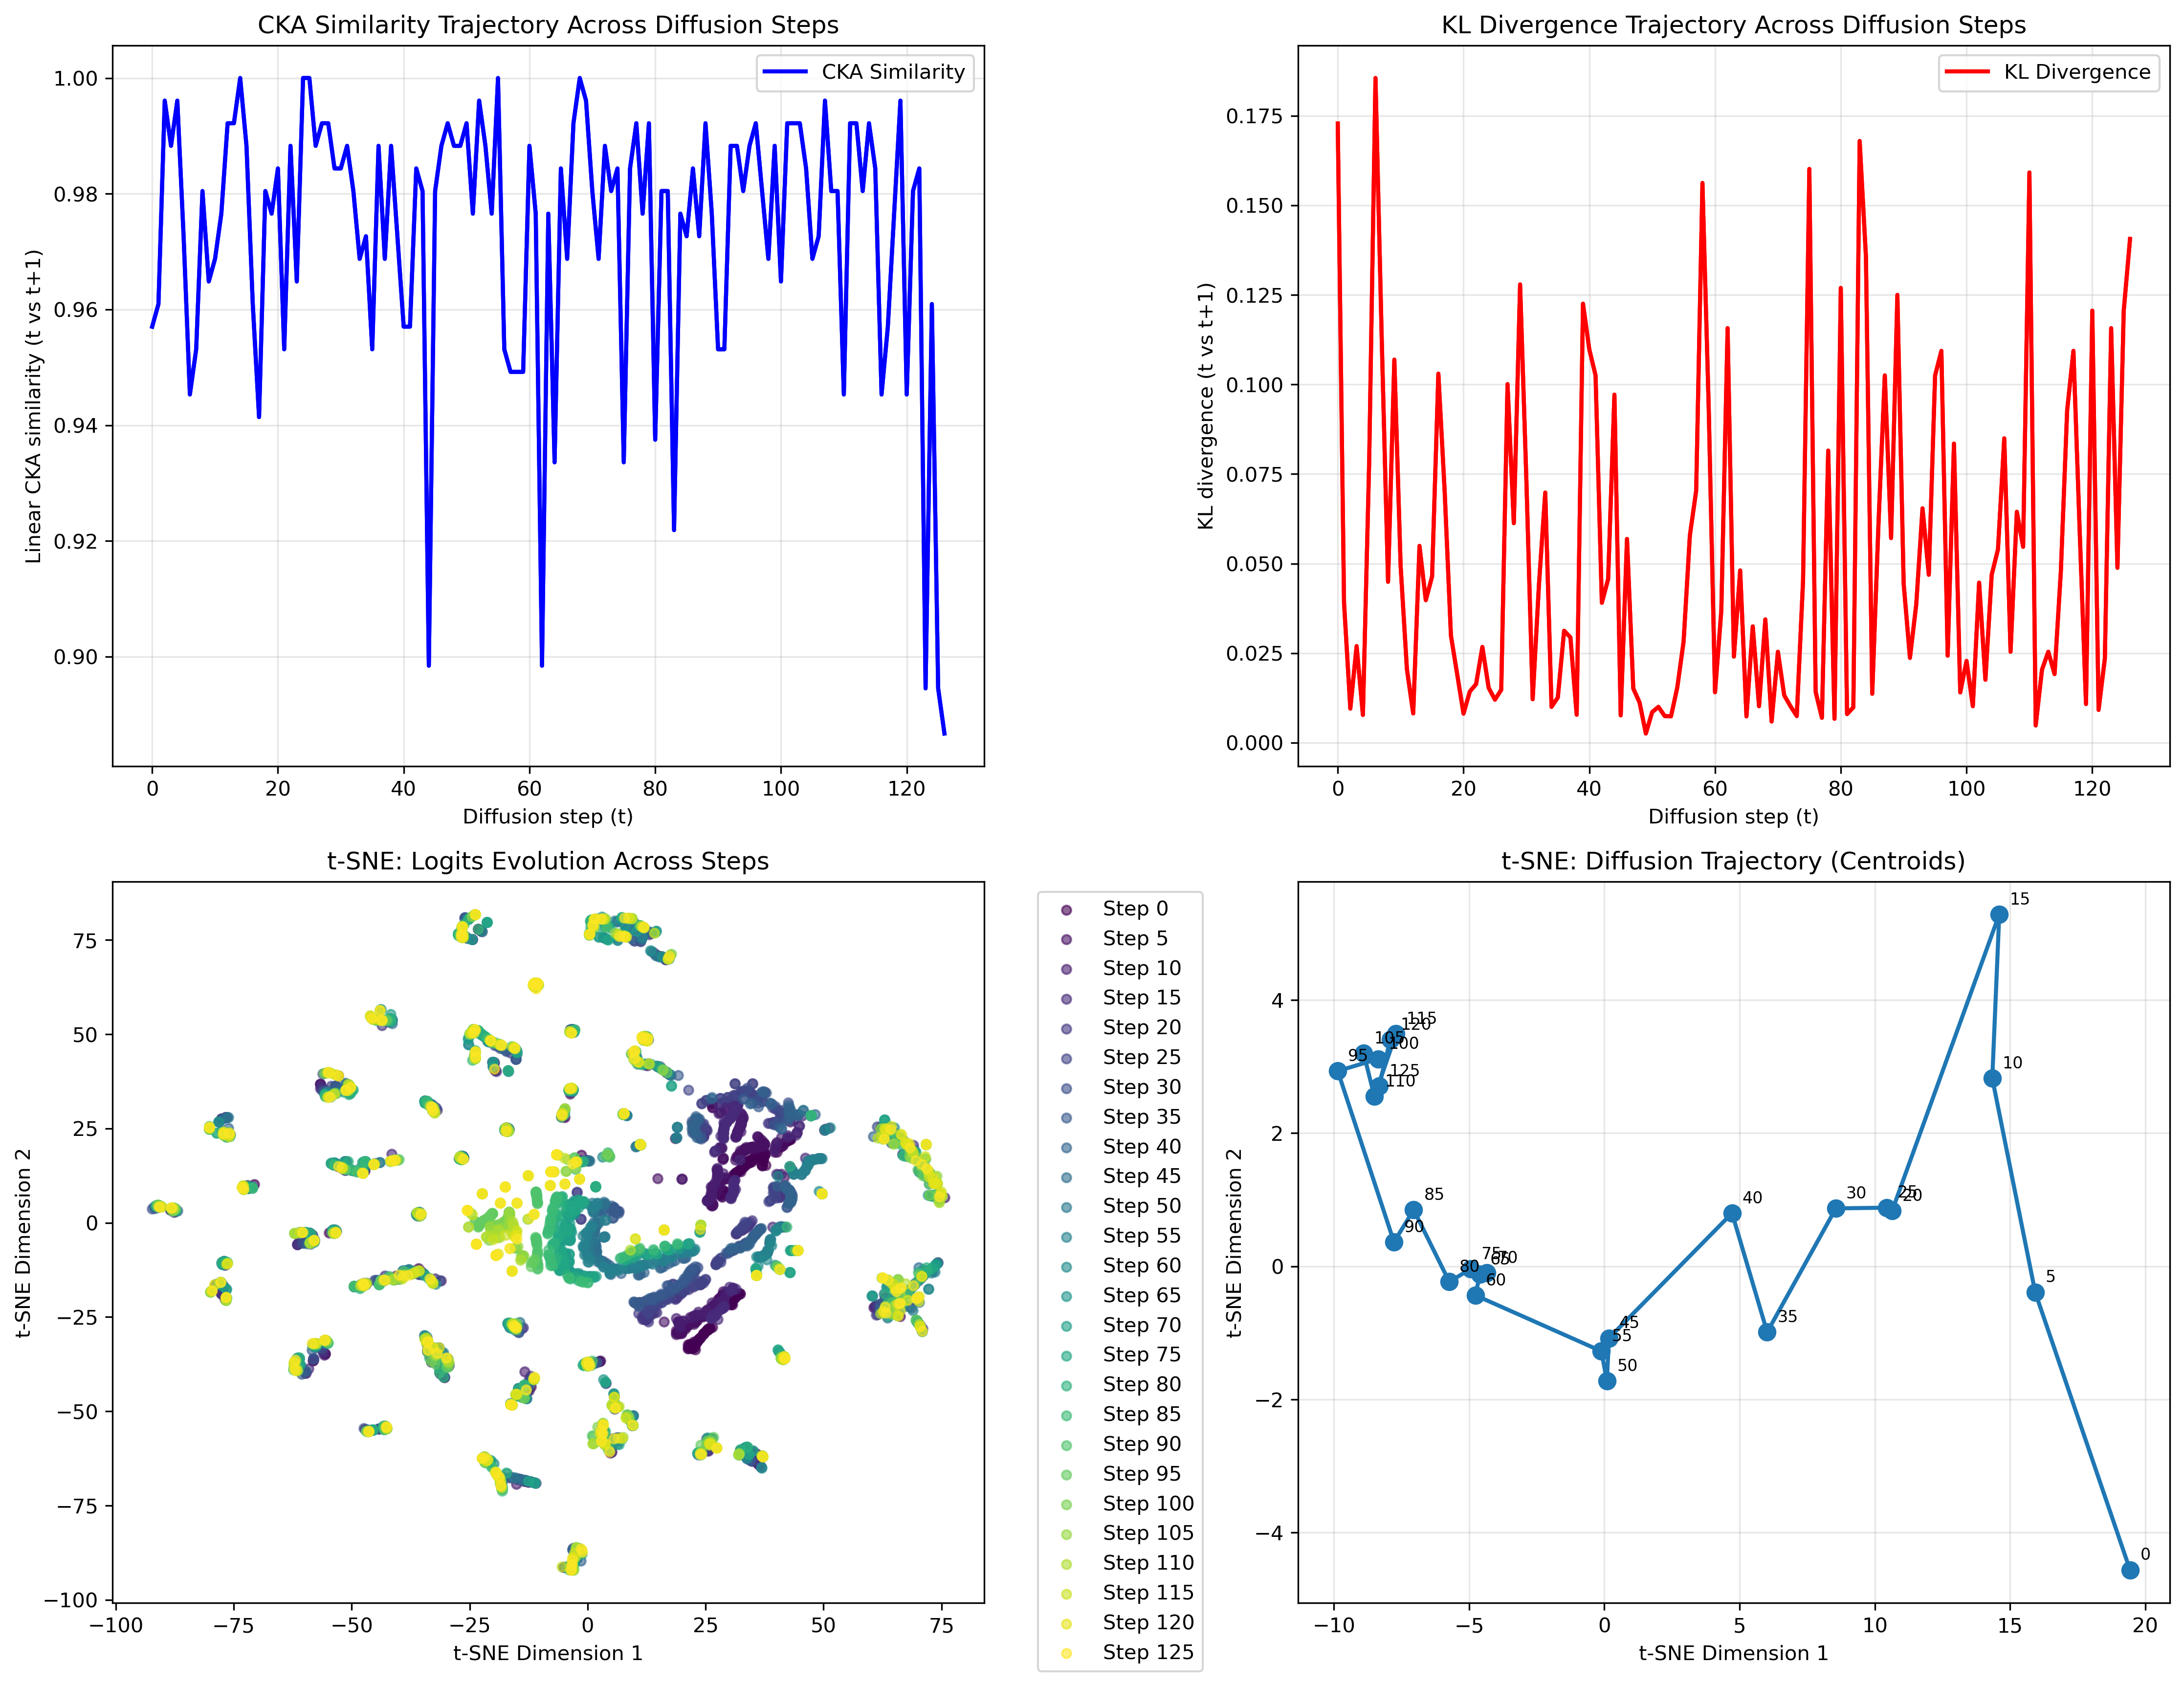 CKA Similarity Trajectory Across Diffusion Steps
CKA Similarity
Linear CKA similarity (t vs t+1)
1.00
0.98
0.96
0.94
0.92
0.90
0 20 40 60 80 100 120
Diffusion step (t)
KL Divergence Trajectory Across Diffusion Steps
KL Divergence
KL divergence (t vs t+1)
0.175
0.150
0.125
0.100
0.075
0.050
0.025
0.000
0 20 40 60 80 100 120
Diffusion step (t)
t-SNE: Logits Evolution Across Steps
t-SNE Dimension 2
75
50
25
0
−25
−50
−75
−100
−100 −75 −50 −25 0 25 50 75
t-SNE Dimension 1
Step 0
Step 5
Step 10
Step 15
Step 20
Step 25
Step 30
Step 35
Step 40
Step 45
Step 50
Step 55
Step 60
Step 65
Step 70
Step 75
Step 80
Step 85
Step 90
Step 95
Step 100
Step 105
Step 110
Step 115
Step 120
Step 125
t-SNE: Diffusion Trajectory (Centroids)
t-SNE Dimension 2
4
2
0
−2
−4
15
115
120
105
100
95
125
110
10
85
90
40
30
25
20
75
70
65
80
60
5
35
45
55
50
0
−10 −5 0 5 10 15 20
t-SNE Dimension 1